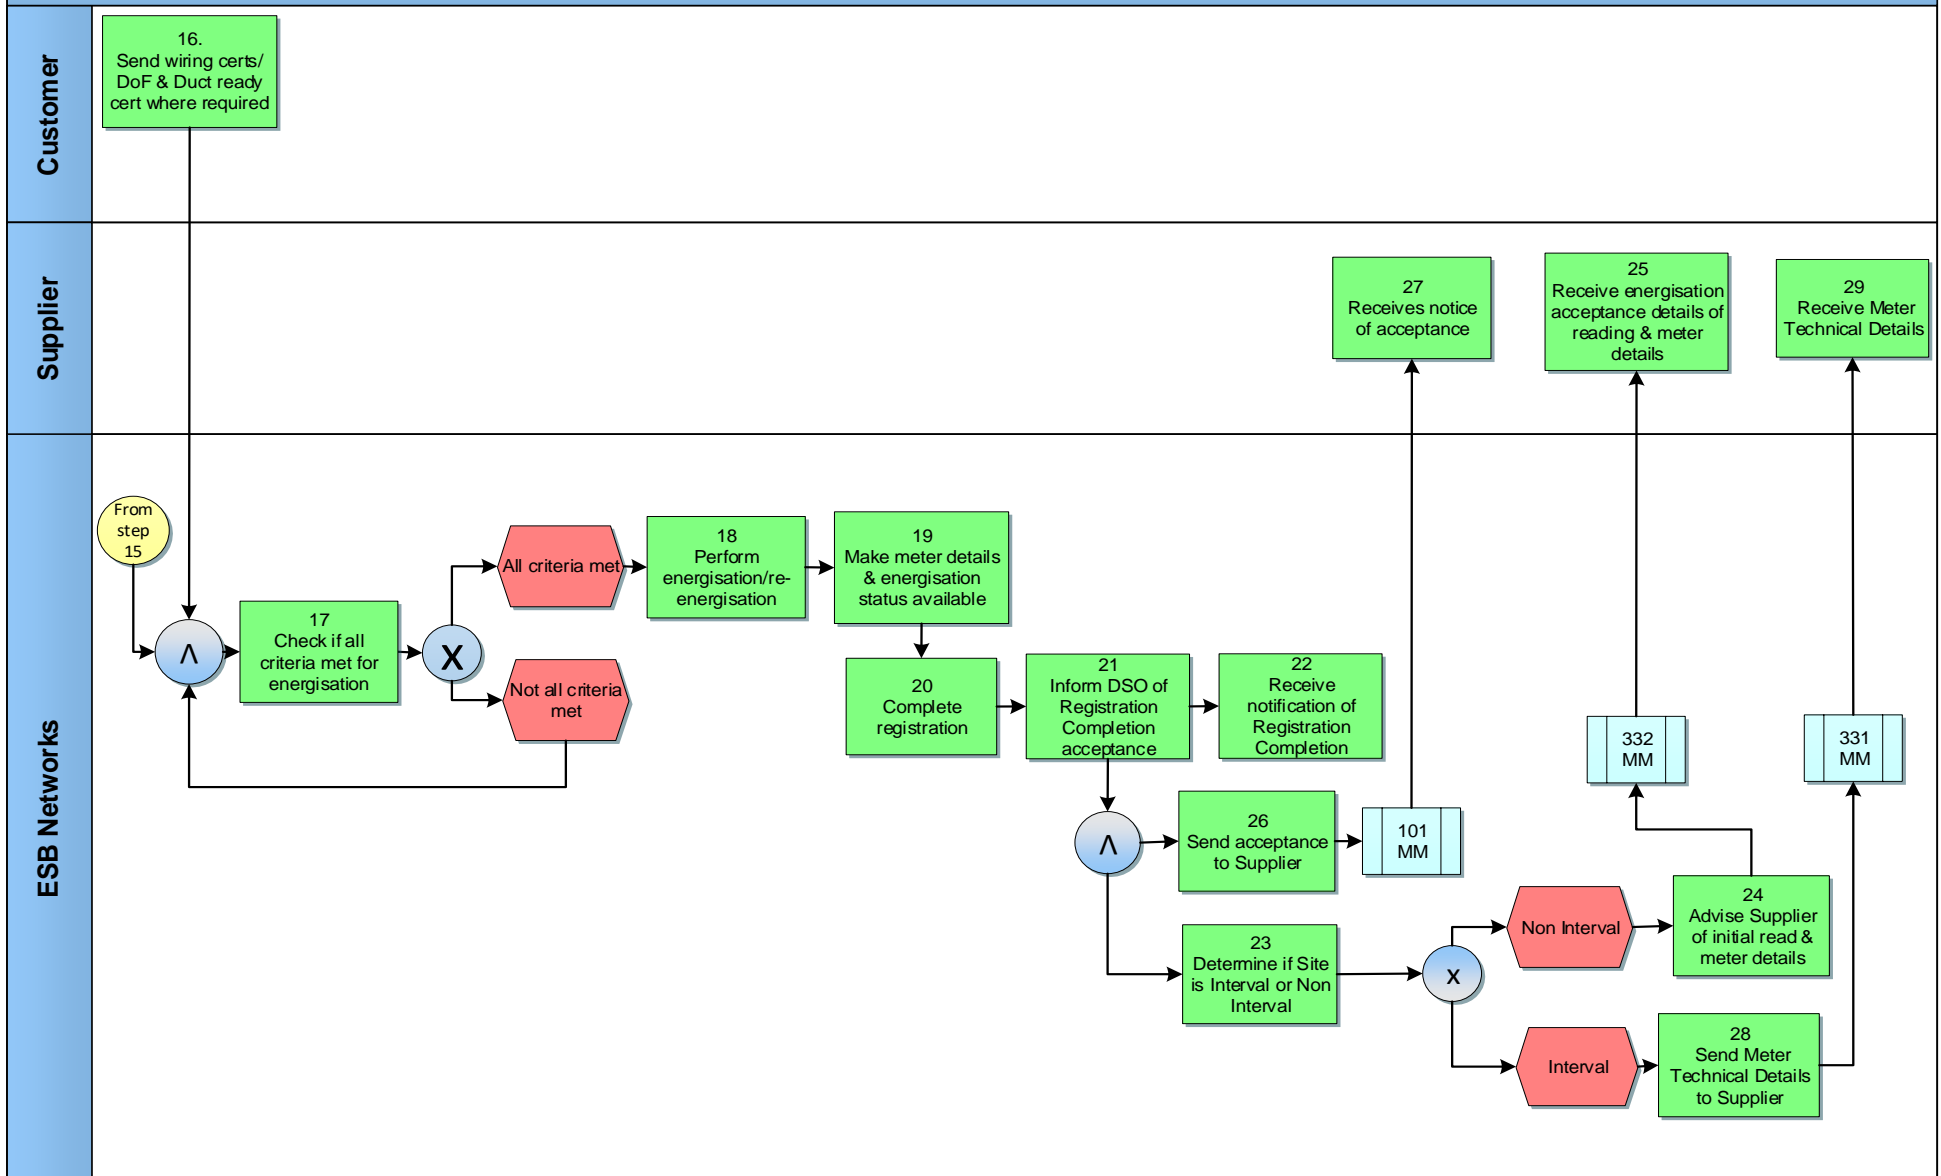 Customer
16.
Send wiring certs/
DoF & Duct ready
cert where required
Supplier
27
Receives notice
of acceptance
25
Receive energisation
acceptance details of
reading & meter
details
29
Receive Meter
Technical Details
ESB Networks
From
step
15
Λ
17
Check if all
criteria met for
energisation
X
All criteria met
Not all criteria
met
18
Perform
energisation/re-
energisation
19
Make meter details
& energisation
status available
20
Complete
registration
21
Inform DSO of
Registration
Completion
acceptance
22
Receive
notification of
Registration
Completion
Λ
26
Send acceptance
to Supplier
101
MM
332
MM
331
MM
23
Determine if Site
is Interval or Non
Interval
x
Non Interval
24
Advise Supplier
of initial read &
meter details
Interval
28
Send Meter
Technical Details
to Supplier